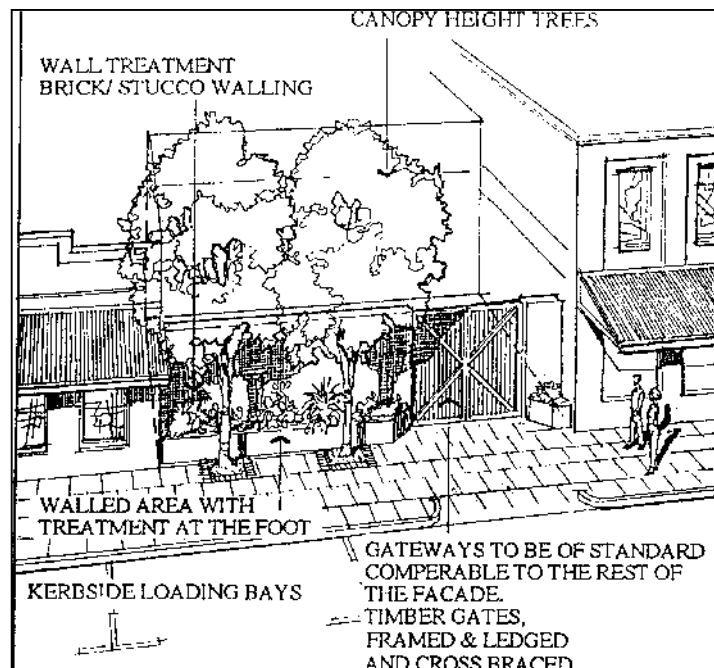 CANOPY HEIGHT TREES
WALL TREATMENT
BRICK/ STUCCO WALLING
WALLED AREA WITH
TREATMENT AT THE FOOT
KERBSIDE LOADING BAYS
GATEWAYS TO BE OF STANDARD
COMPERABLE TO THE REST OF
THE FACADE.
TIMBER GATES,
FRAMED & LEDGED
AND CROSS BRACED